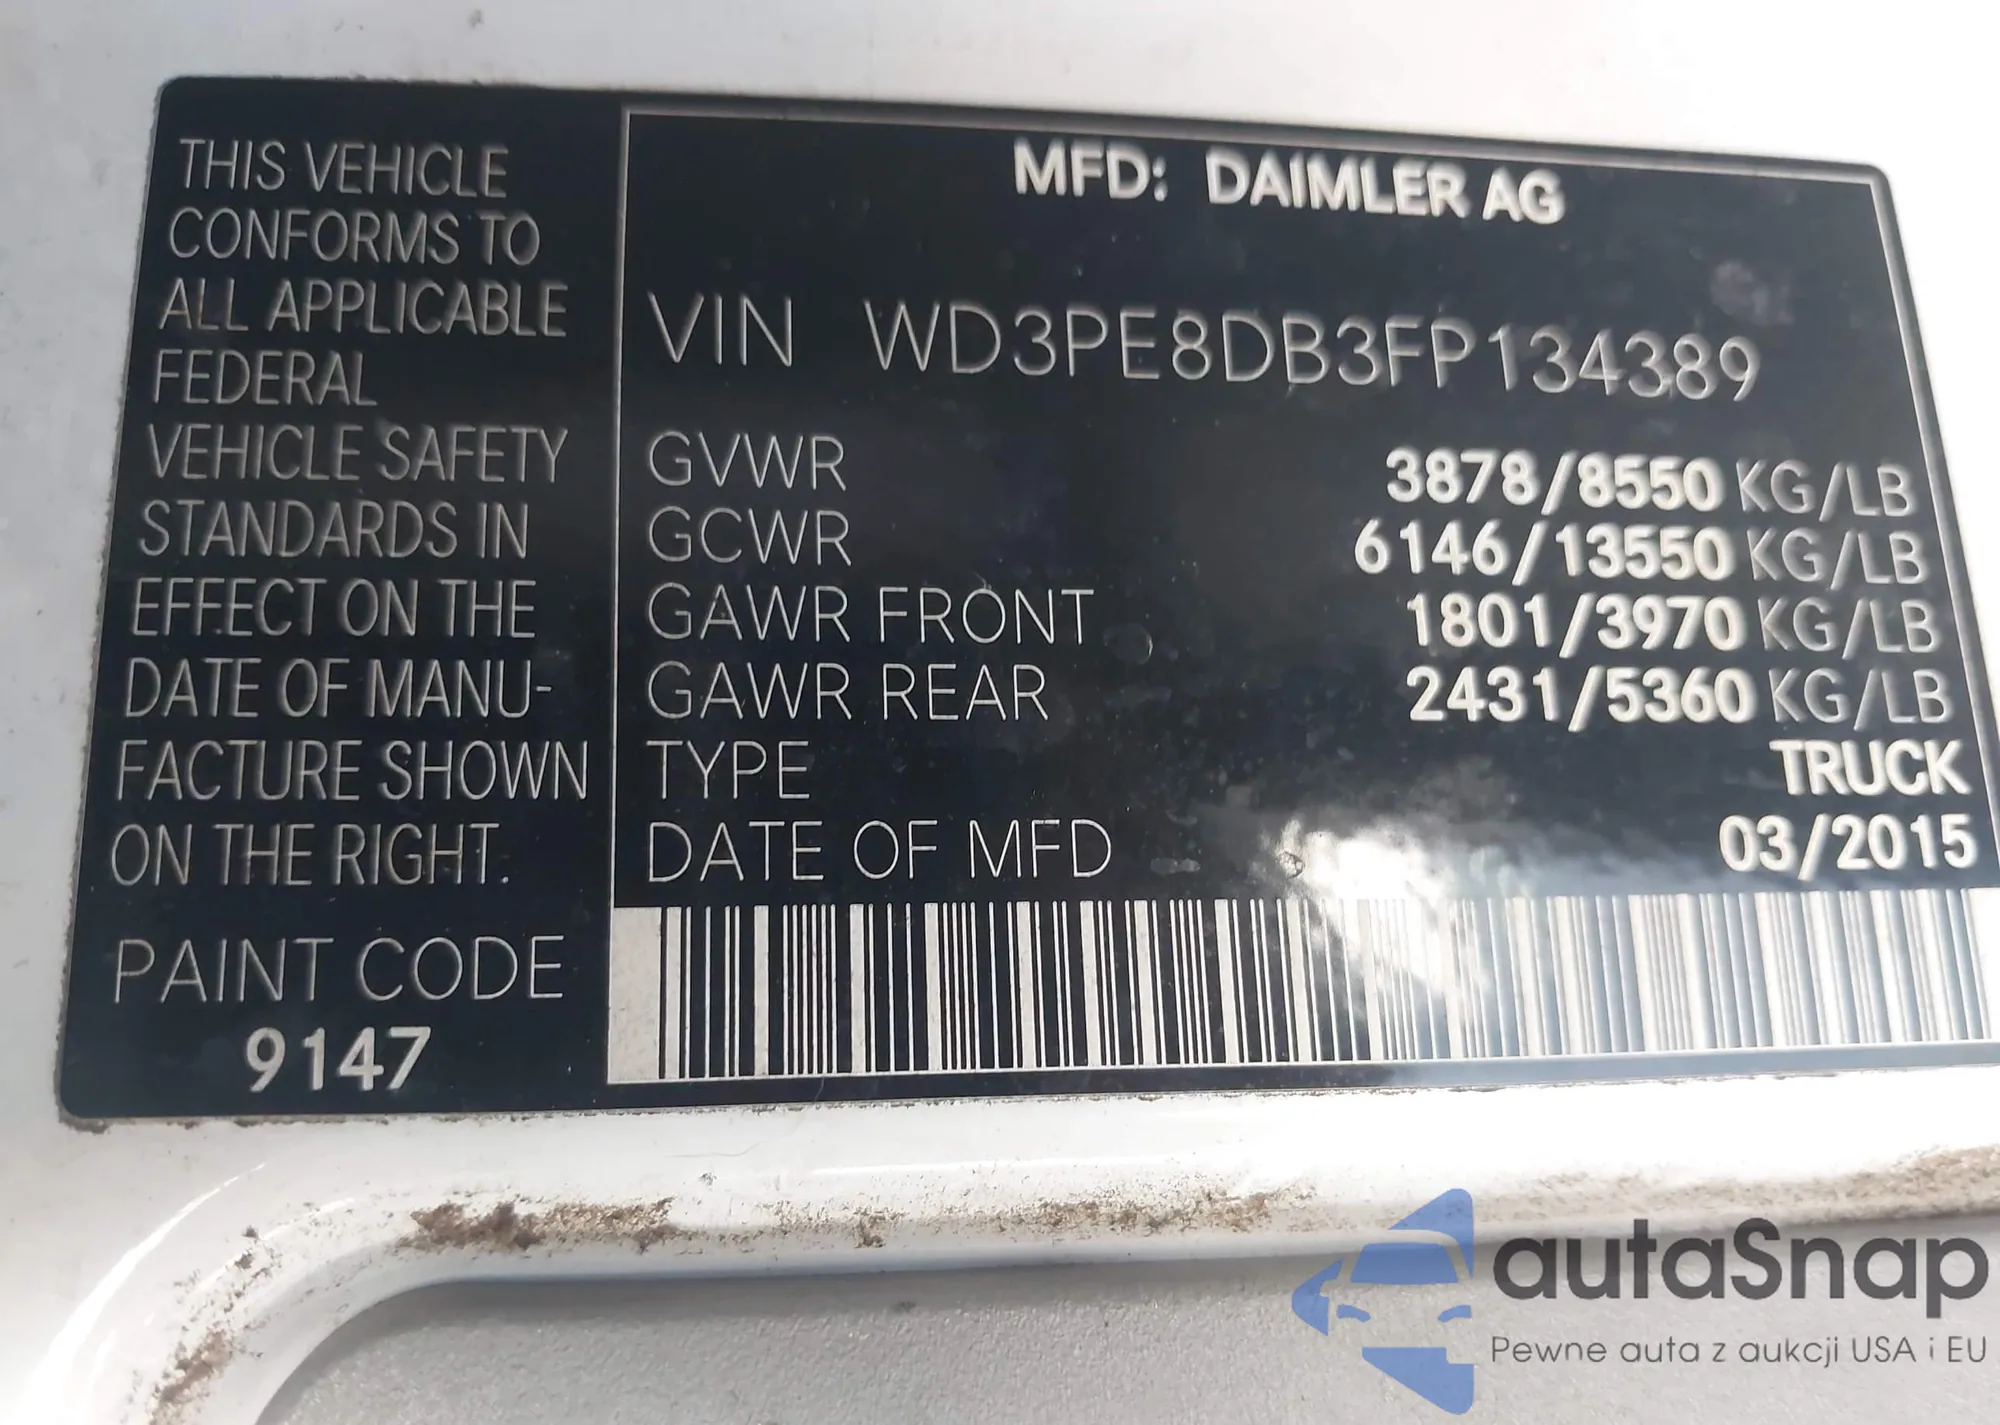 THIS VEHICLE
CONFORMS TO
ALL APPLICABLE
FEDERAL
VEHICLE SAFETY
STANDARDS IN
EFFECT ON THE
DATE OF MANU-
FACTURE SHOWN
ON THE RIGHT.
PAINT CODE
9147
MFD: DAIMLER AG
VIN WD3PE8DB3FP134389
GVWR 3878/8550 KG/LB
GCWR 6146/13550 KG/LB
GAWR FRONT 1801/3970 KG/LB
GAWR REAR 2431/5360 KG/LB
TYPE TRUCK
DATE OF MFD 03/2015
autaSnap
Pewne auta z aukcji USA i EU